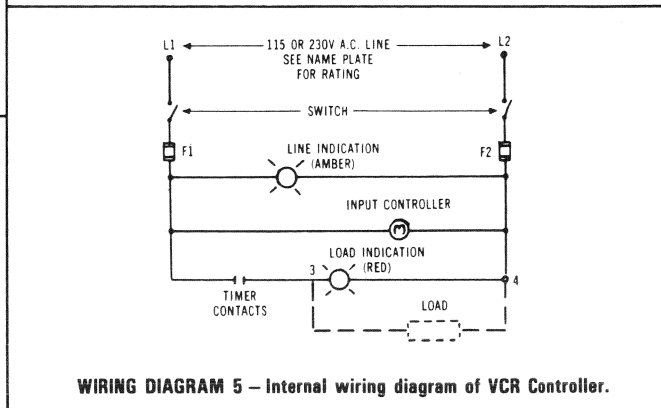 L1
115 OR 230V A.C. LINE
L2
SEE NAME PLATE
FOR RATING
SWITCH
F1
LINE INDICATION
F2
(AMBER)
INPUT CONTROLLER
M
LOAD INDICATION
3
(RED)
4
TIMER
CONTACTS
LOAD
WIRING DIAGRAM 5 – Internal wiring diagram of VCR Controller.